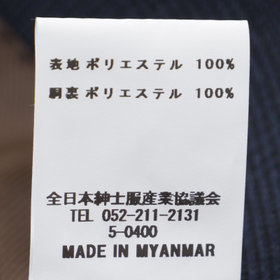 表地 ポリエステル 100%
胴裏 ポリエステル 100%
全日本紳士服産業協議会
TEL 052-211-2131
5-0400
MADE IN MYANMAR